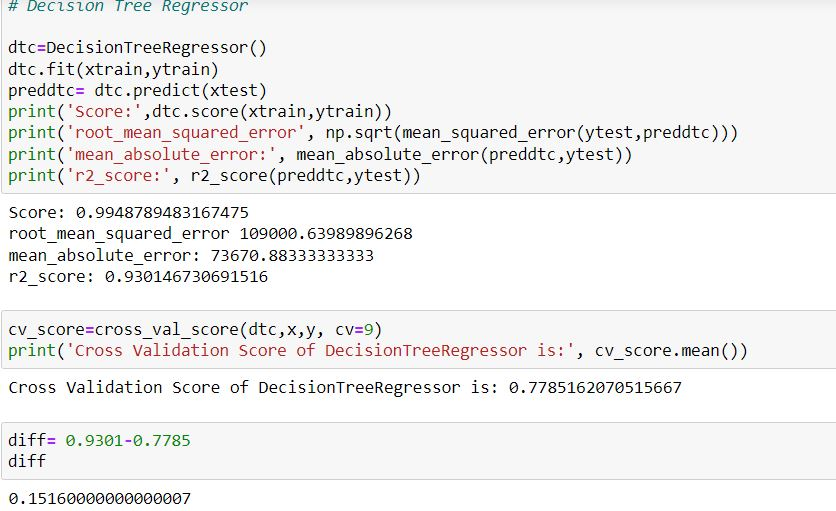 # Decision Tree Regressor
dtc=DecisionTreeRegressor()
dtc.fit(xtrain,ytrain)
preddtc= dtc.predict(xtest)
print('Score:',dtc.score(xtrain,ytrain))
print('root_mean_squared_error', np.sqrt(mean_squared_error(ytest,preddtc)))
print('mean_absolute_error:', mean_absolute_error(preddtc,ytest))
print('r2_score:', r2_score(preddtc,ytest))
Score: 0.9948789483167475
root_mean_squared_error 109000.63989896268
mean_absolute_error: 73670.88333333333
r2_score: 0.930146730691516
cv_score=cross_val_score(dtc,x,y, cv=9)
print('Cross Validation Score of DecisionTreeRegressor is:', cv_score.mean())
Cross Validation Score of DecisionTreeRegressor is: 0.7785162070515667
diff= 0.9301-0.7785
diff
0.15160000000000007